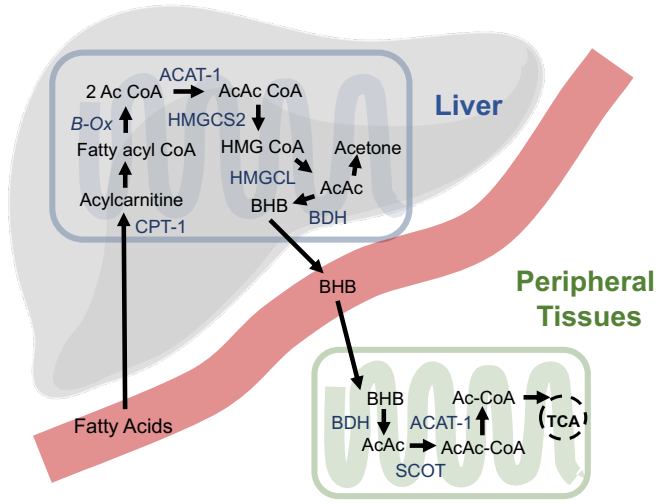 ACAT-1
2 Ac CoA
AcAc CoA
Liver
B-Ox
HMGCS2
Fatty acyl CoA
HMG CoA
Acetone
HMGCL
AcAc
Acylcarnitine
BHB
BDH
CPT-1
BHB
Peripheral
Tissues
Fatty Acids
BHB
Ac-CoA
TCA
BDH
ACAT-1
AcAc
AcAc-CoA
SCOT